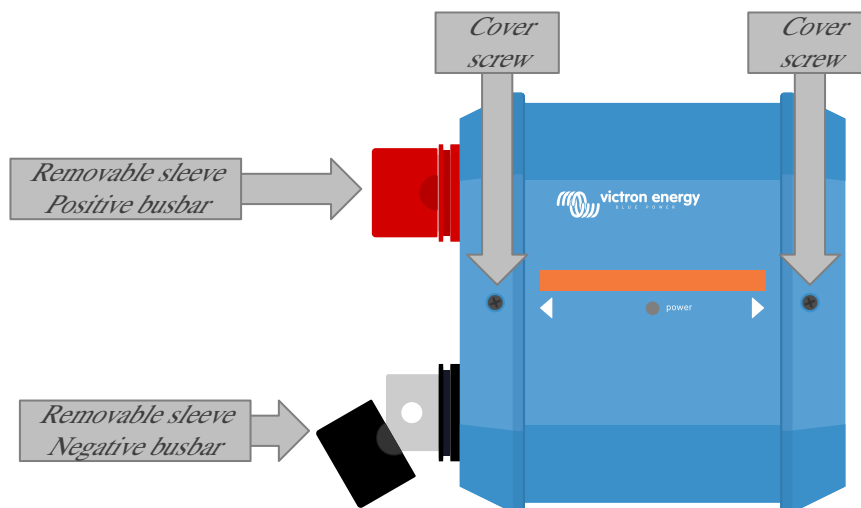 Cover
screw
Cover
screw
Removable sleeve
Positive busbar
victron energy
BLUE POWER
power
Removable sleeve
Negative busbar